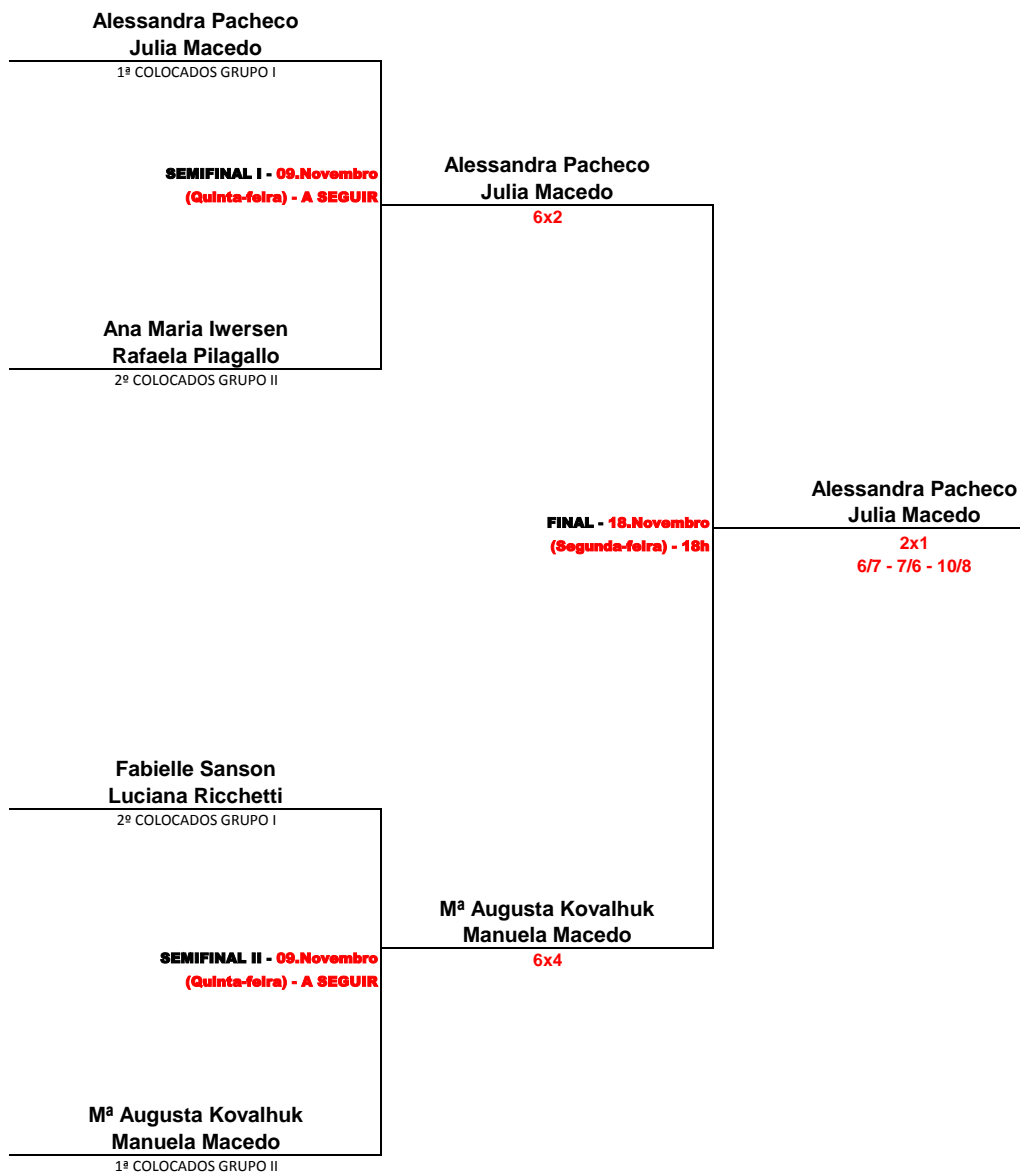 Alessandra Pacheco
Julia Macedo
1ª COLOCADOS GRUPO I
SEMIFINAL I - 09.Novembro
(Quinta-feira) - A SEGUIR
Alessandra Pacheco
Julia Macedo
6x2
Ana Maria Iwersen
Rafaela Pilagallo
2º COLOCADOS GRUPO II
FINAL - 18.Novembro
(Segunda-feira) - 18h
Alessandra Pacheco
Julia Macedo
2x1
6/7 - 7/6 - 10/8
Fabielle Sanson
Luciana Ricchetti
2º COLOCADOS GRUPO I
SEMIFINAL II - 09.Novembro
(Quinta-feira) - A SEGUIR
Mª Augusta Kovalhuk
Manuela Macedo
6x4
Mª Augusta Kovalhuk
Manuela Macedo
1ª COLOCADOS GRUPO II